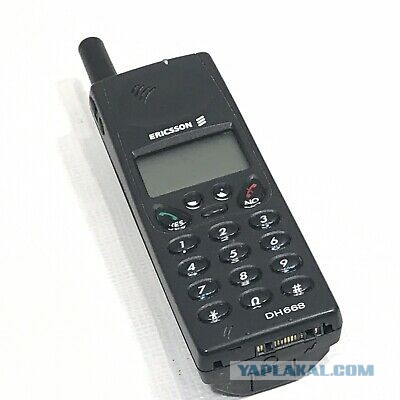 ERICSSON
YES NO
1 2 3
4 5 6
7 8 9
* 0 #
DH668
YAPLAKAL.COM